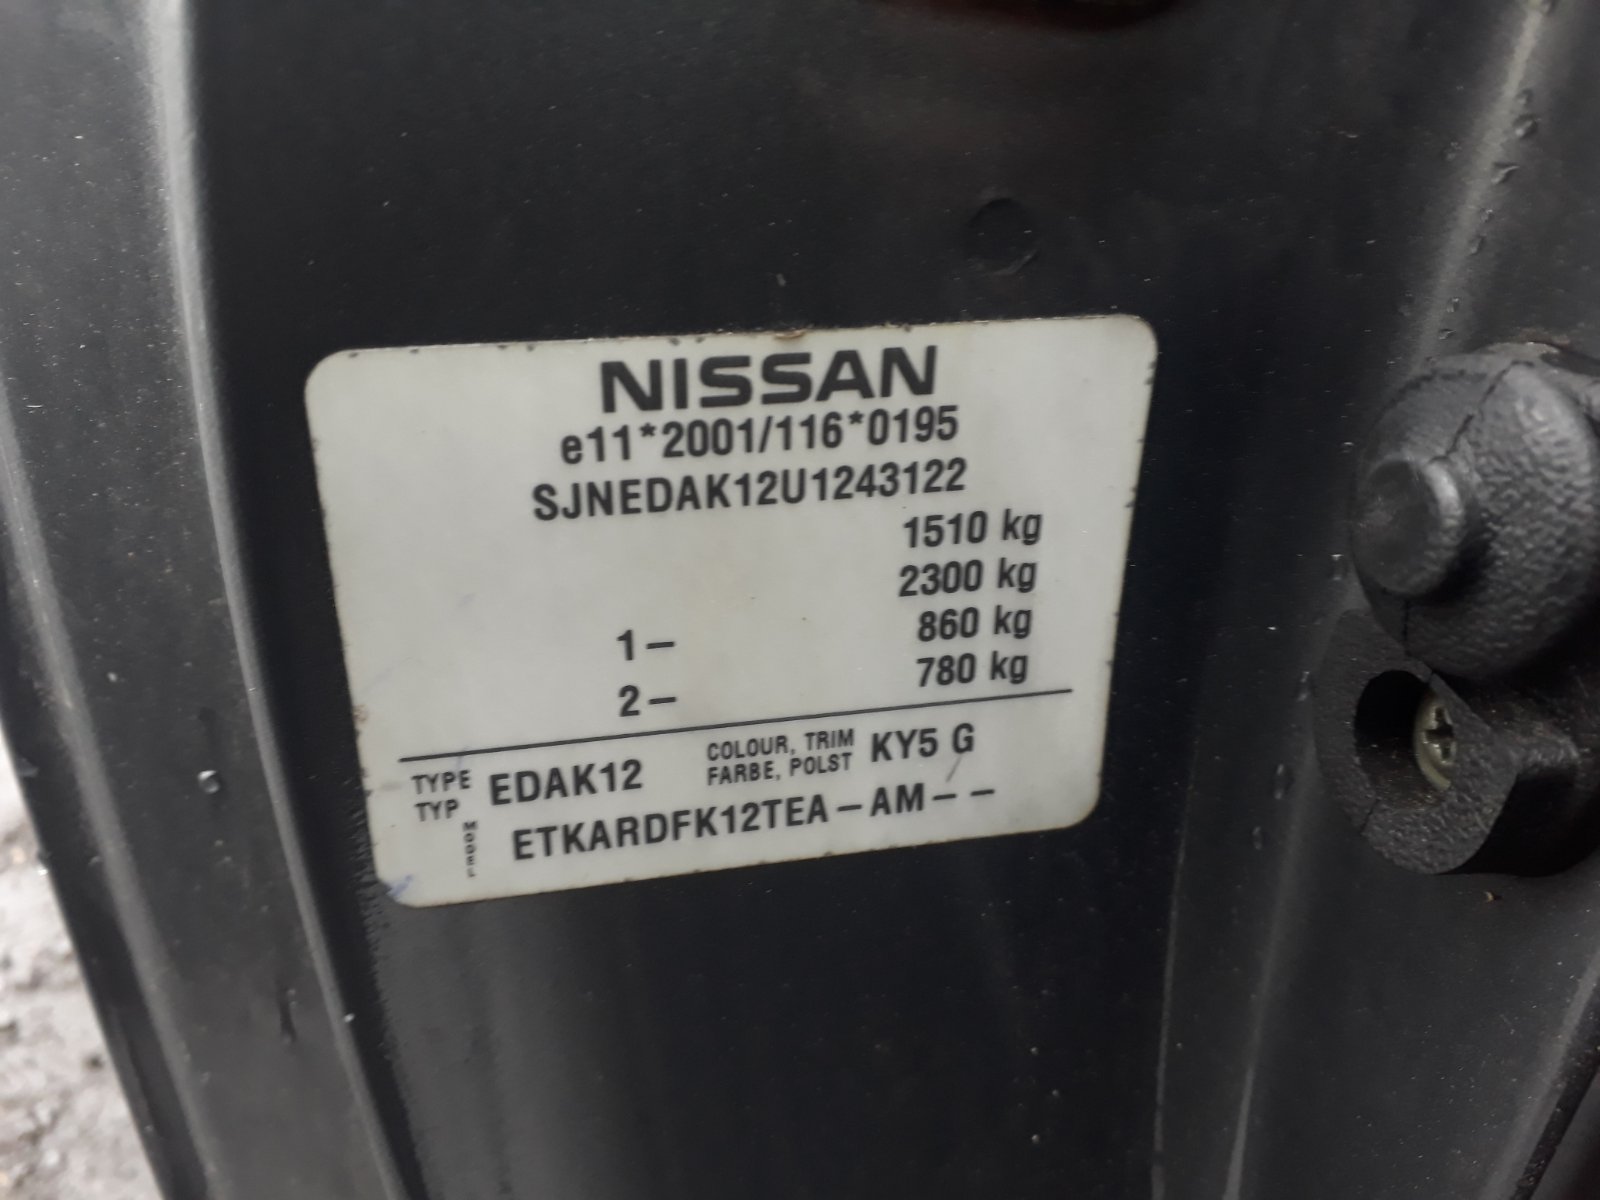 NISSAN
e11*2001/116*0195
SJNEDAK12U1243122
1510 kg
2300 kg
1– 860 kg
2– 780 kg
TYPE TYP EDAK12 COLOUR, TRIM FARBE, POLST KY5 G
MODEL ETKARDFK12TEA–AM––